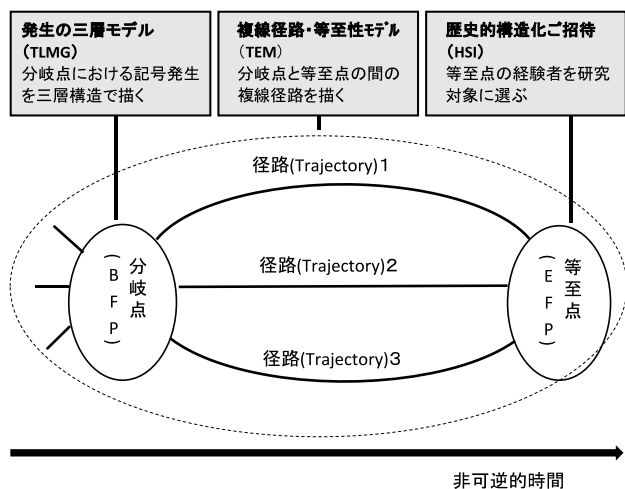 発生の三層モデル
(TLMG)
分岐点における記号発生
を三層構造で描く
複線径路・等至性ﾓﾃﾞﾙ
(TEM)
分岐点と等至点の間の
複線径路を描く
歴史的構造化ご招待
(HSI)
等至点の経験者を研究
対象に選ぶ
径路(Trajectory)1
径路(Trajectory)2
径路(Trajectory)3
分岐点
(BFP)
等至点
(EFP)
非可逆的時間